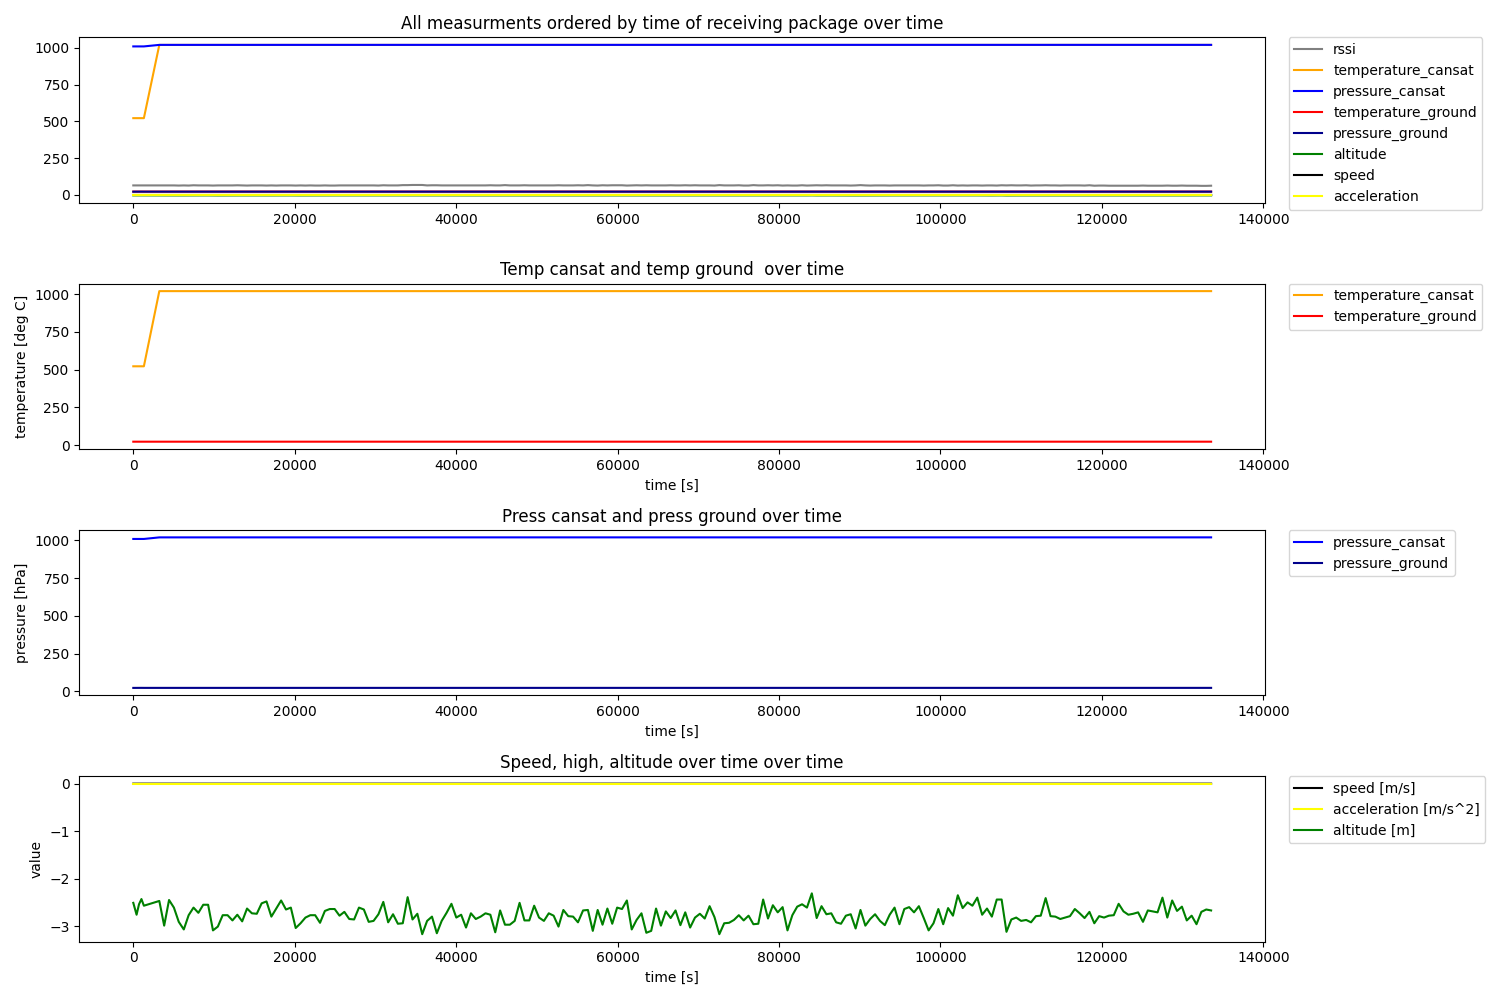 All measurments ordered by time of receiving package over time
1000
750
500
250
0
0 20000 40000 60000 80000 100000 120000 140000
rssi
temperature_cansat
pressure_cansat
temperature_ground
pressure_ground
altitude
speed
acceleration
Temp cansat and temp ground  over time
temperature [deg C]
1000
750
500
250
0
0 20000 40000 60000 80000 100000 120000 140000
time [s]
temperature_cansat
temperature_ground
Press cansat and press ground over time
pressure [hPa]
1000
750
500
250
0
0 20000 40000 60000 80000 100000 120000 140000
time [s]
pressure_cansat
pressure_ground
Speed, high, altitude over time over time
value
0
−1
−2
−3
0 20000 40000 60000 80000 100000 120000 140000
time [s]
speed [m/s]
acceleration [m/s^2]
altitude [m]